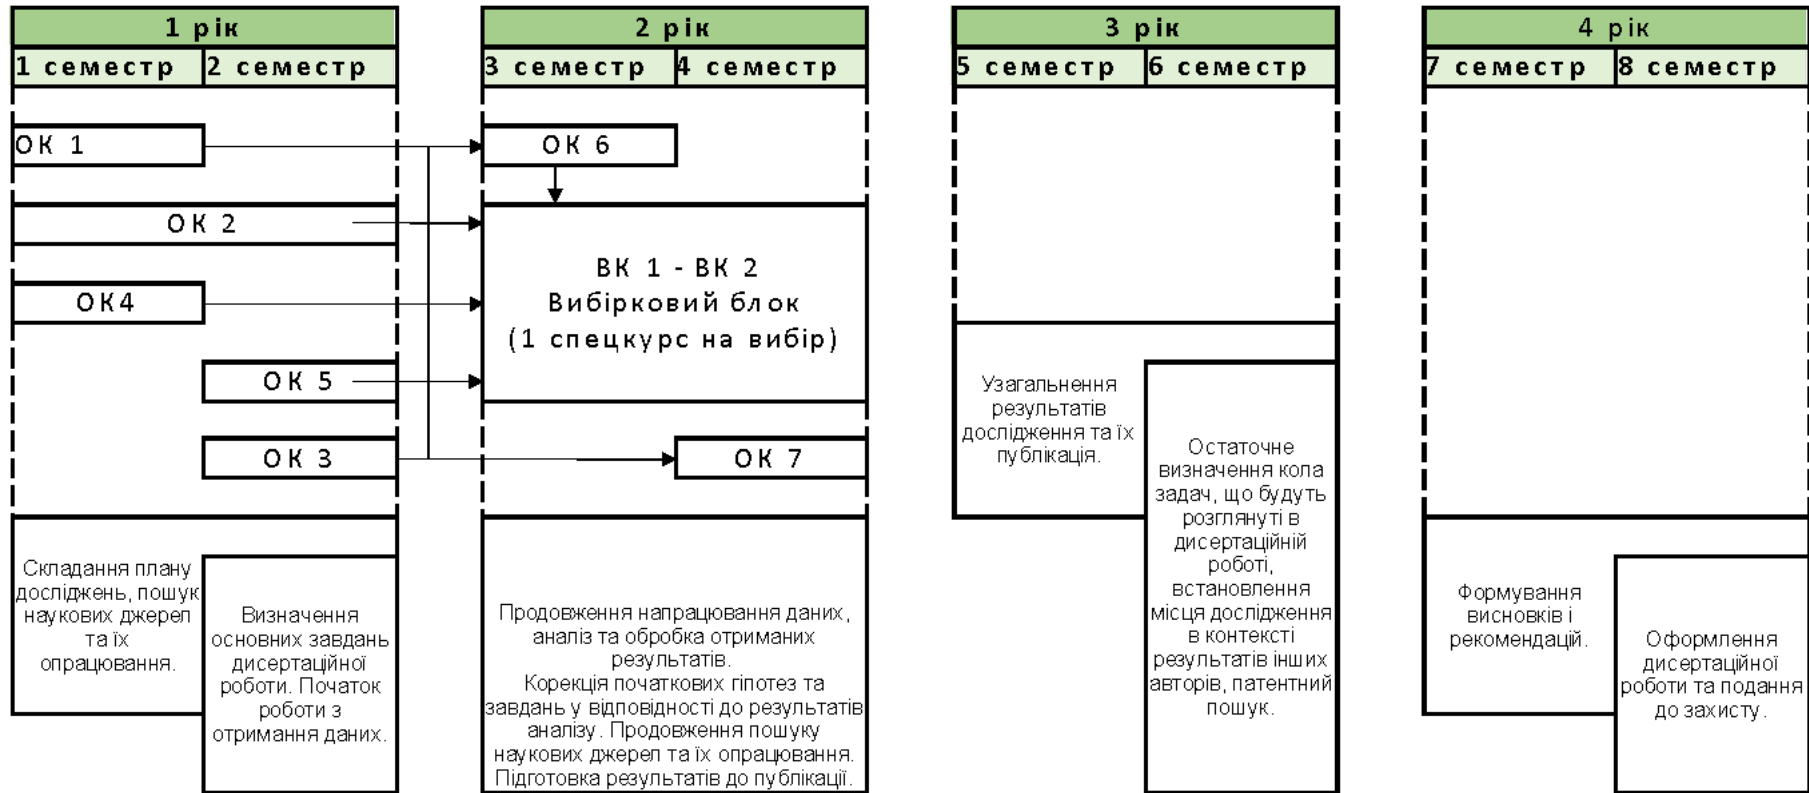 1 рік
1 семестр
2 семестр
ОК 1
ОК 2
ОК4
ОК 5
ОК 3
Складання плану
досліджень, пошук
наукових джерел
та їх
опрацювання.
Визначення
основних завдань
дисертаційної
роботи. Початок
роботи з
отримання даних.
2 рік
3 семестр
4 семестр
ОК 6
ВК 1 - ВК 2
Вибірковий блок
(1 спецкурс на вибір)
ОК 7
Продовження напрацювання даних,
аналіз та обробка отриманих
результатів.
Корекція початкових гіпотез та
завдань у відповідності до результатів
аналізу. Продовження пошуку
наукових джерел та їх опрацювання.
Підготовка результатів до публікації.
3 рік
5 семестр
6 семестр
Узагальнення
результатів
дослідження та їх
публікація.
Остаточне
визначення кола
задач, що будуть
розглянуті в
дисертаційній
роботі,
встановлення
місця дослідження
в контексті
результатів інших
авторів, патентний
пошук.
4 рік
7 семестр
8 семестр
Формування
висновків і
рекомендацій.
Оформлення
дисертаційної
роботи та подання
до захисту.